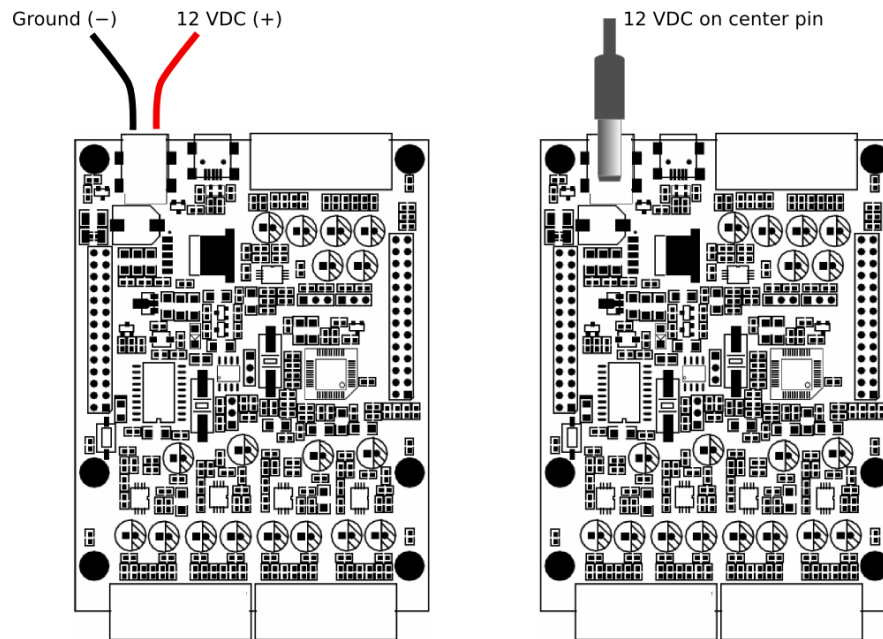 Ground (−)
12 VDC (+)
12 VDC on center pin